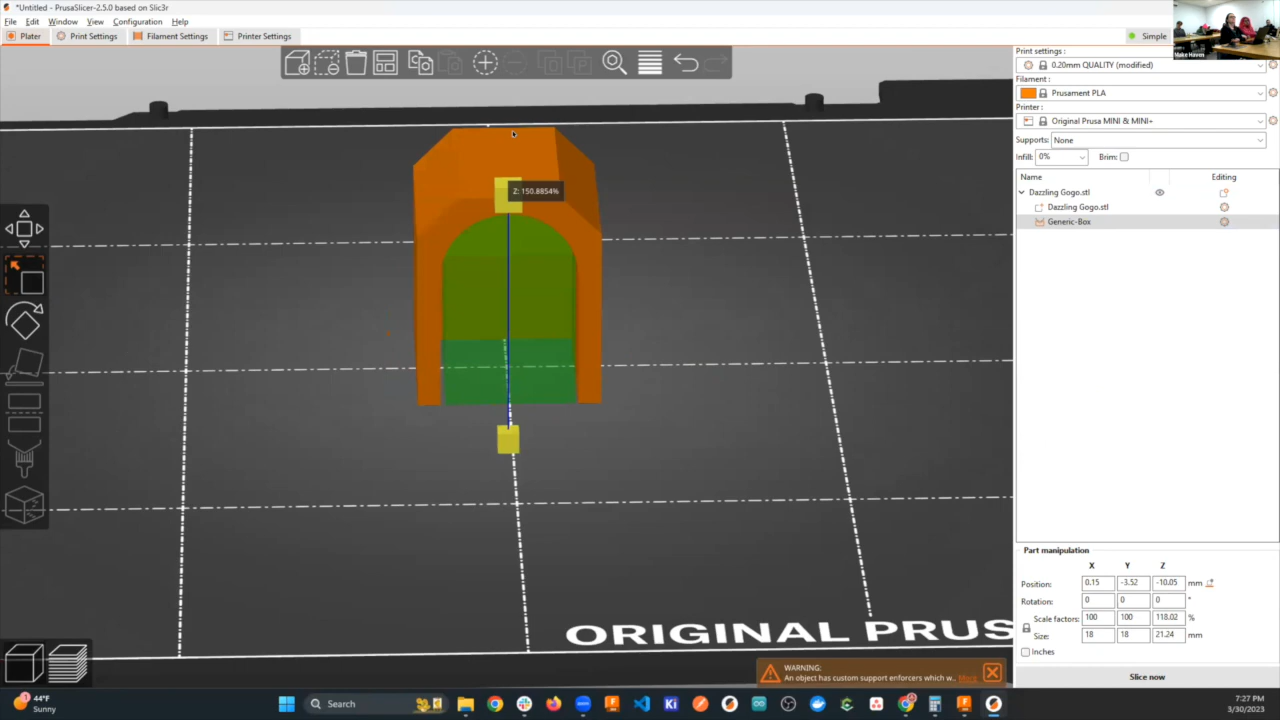 *Untitled - PrusaSlicer-2.5.0 based on Slic3r
File Edit Window View Configuration Help
Plater Print Settings Filament Settings Printer Settings
Simple
Make Haven
Print settings :
0.20mm QUALITY (modified)
Filament :
Prusament PLA
Printer :
Original Prusa MINI & MINI+
Supports: None
Infill: 0% Brim:
Name Editing
Dazzling Gogo.stl
Dazzling Gogo.stl
Generic-Box
Z: 150.8854%
ORIGINAL PRUS
Part manipulation
X Y Z
Position: 0.15 -3.52 -10.05 mm
Rotation: 0 0 0 °
Scale factors: 100 100 118.02 %
Size: 18 18 21.24 mm
Inches
WARNING:
An object has custom support enforcers which w... More
Slice now
1
44°F
Sunny
Search
7:27 PM
3/30/2023